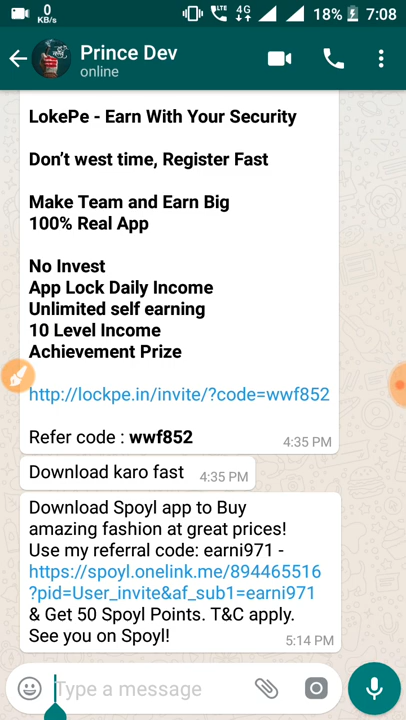 0
KB/s
VoLTE
4G
18%
7:08
Prince Dev
online
LokePe - Earn With Your Security
Don't west time, Register Fast
Make Team and Earn Big
100% Real App
No Invest
App Lock Daily Income
Unlimited self earning
10 Level Income
Achievement Prize
http://lockpe.in/invite/?code=wwf852
Refer code : wwf852
4:35 PM
Download karo fast
4:35 PM
Download Spoyl app to Buy
amazing fashion at great prices!
Use my referral code: earni971 -
https://spoyl.onelink.me/894465516
?pid=User_invite&af_sub1=earni971
& Get 50 Spoyl Points. T&C apply.
See you on Spoyl!
5:14 PM
Type a message